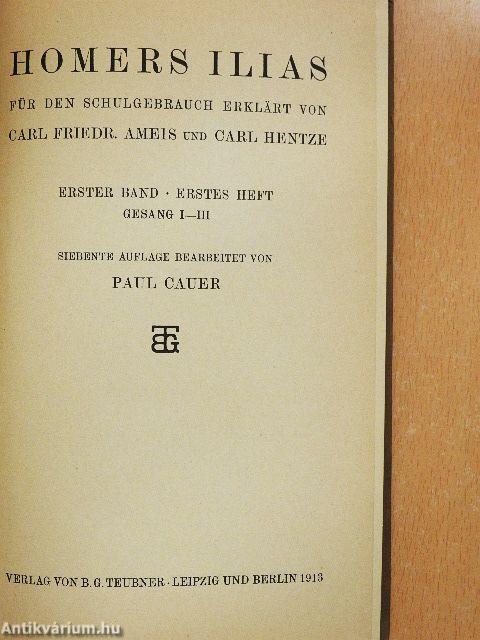 HOMERS ILIAS
FÜR DEN SCHULGEBRAUCH ERKLÄRT VON
CARL FRIEDR. AMEIS UND CARL HENTZE
ERSTER BAND · ERSTES HEFT
GESANG I—III
SIEBENTE AUFLAGE BEARBEITET VON
PAUL CAUER
BTG
VERLAG VON B. G. TEUBNER · LEIPZIG UND BERLIN 1913
Antikvárium.hu